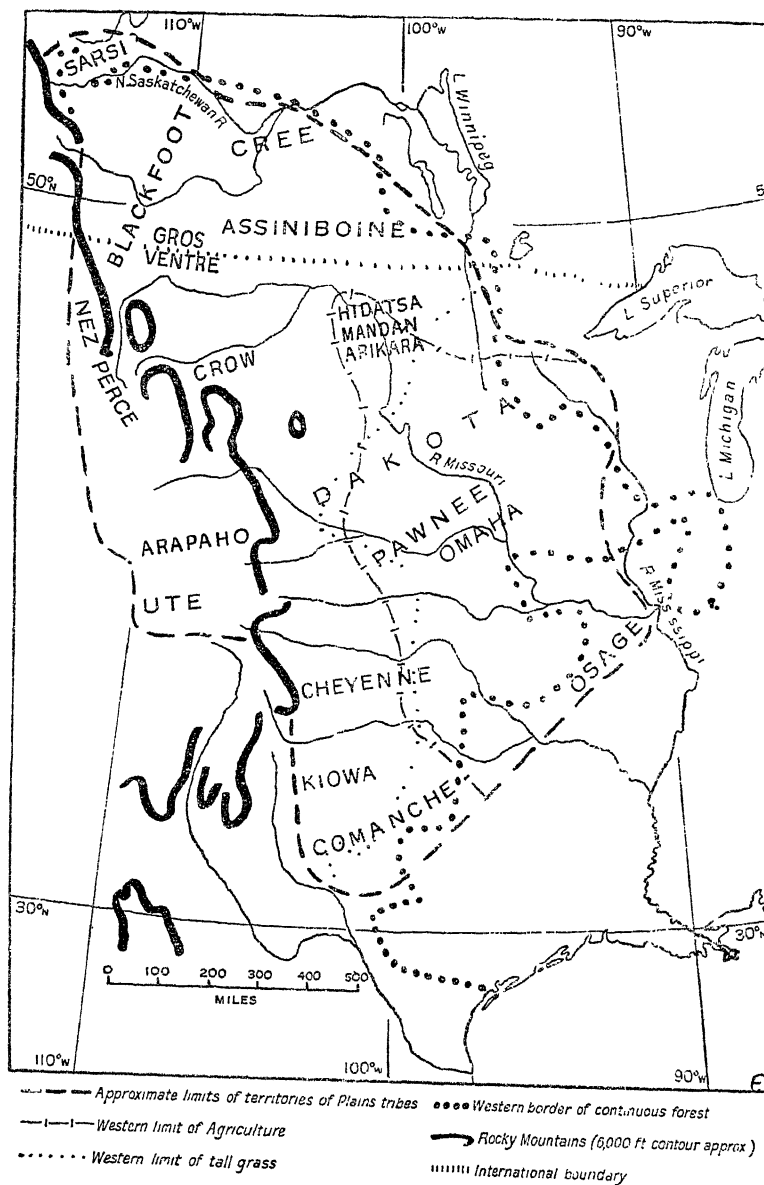 110°W
100°W
90°W
SARSI
N.Saskatchewan R
L Winnipeg
CREE
BLACKFOOT
50°N
5
ASSINIBOINE
GROS
VENTRE
L Superior
HIDATSA
MANDAN
ARIKARA
NEZ PERCE
CROW
L Michigan
DAKOTA
R Missouri
PAWNEE
OMAHA
ARAPAHO
UTE
R Mississippi
OSAGE
CHEYENNE
KIOWA
COMANCHE
30°N
30°N
0 100 200 300 400 500
MILES
110°W
100°W
90°W
E
Approximate limits of territories of Plains tribes
Western border of continuous forest
Western limit of Agriculture
Rocky Mountains (6,000 ft contour approx)
Western limit of tall grass
International boundary